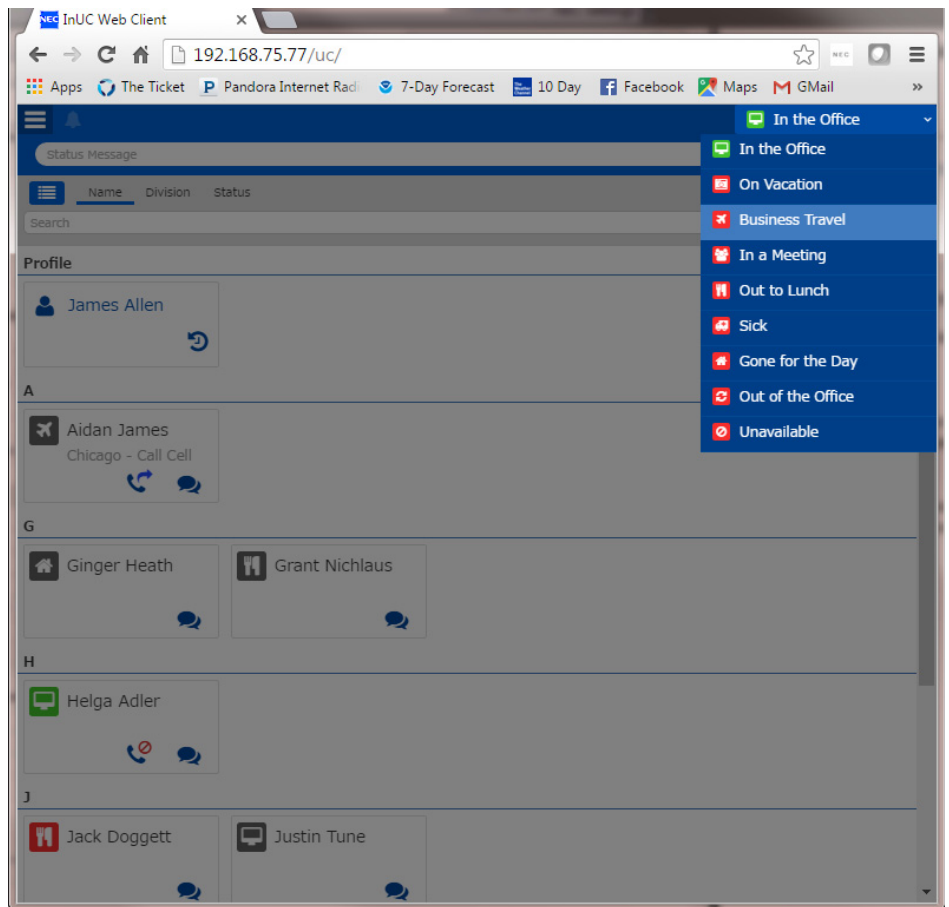 NEC InUC Web Client
192.168.75.77/uc/
NEC
Apps The Ticket P Pandora Internet Radi 7-Day Forecast 10 Day f Facebook Maps M GMail »
In the Office
Status Message
In the Office
On Vacation
Name Division Status
Business Travel
Search
In a Meeting
Profile
Out to Lunch
James Allen
Sick
Gone for the Day
A
Out of the Office
Aidan James
Unavailable
Chicago - Call Cell
G
Ginger Heath Grant Nichlaus
H
Helga Adler
J
Jack Doggett Justin Tune